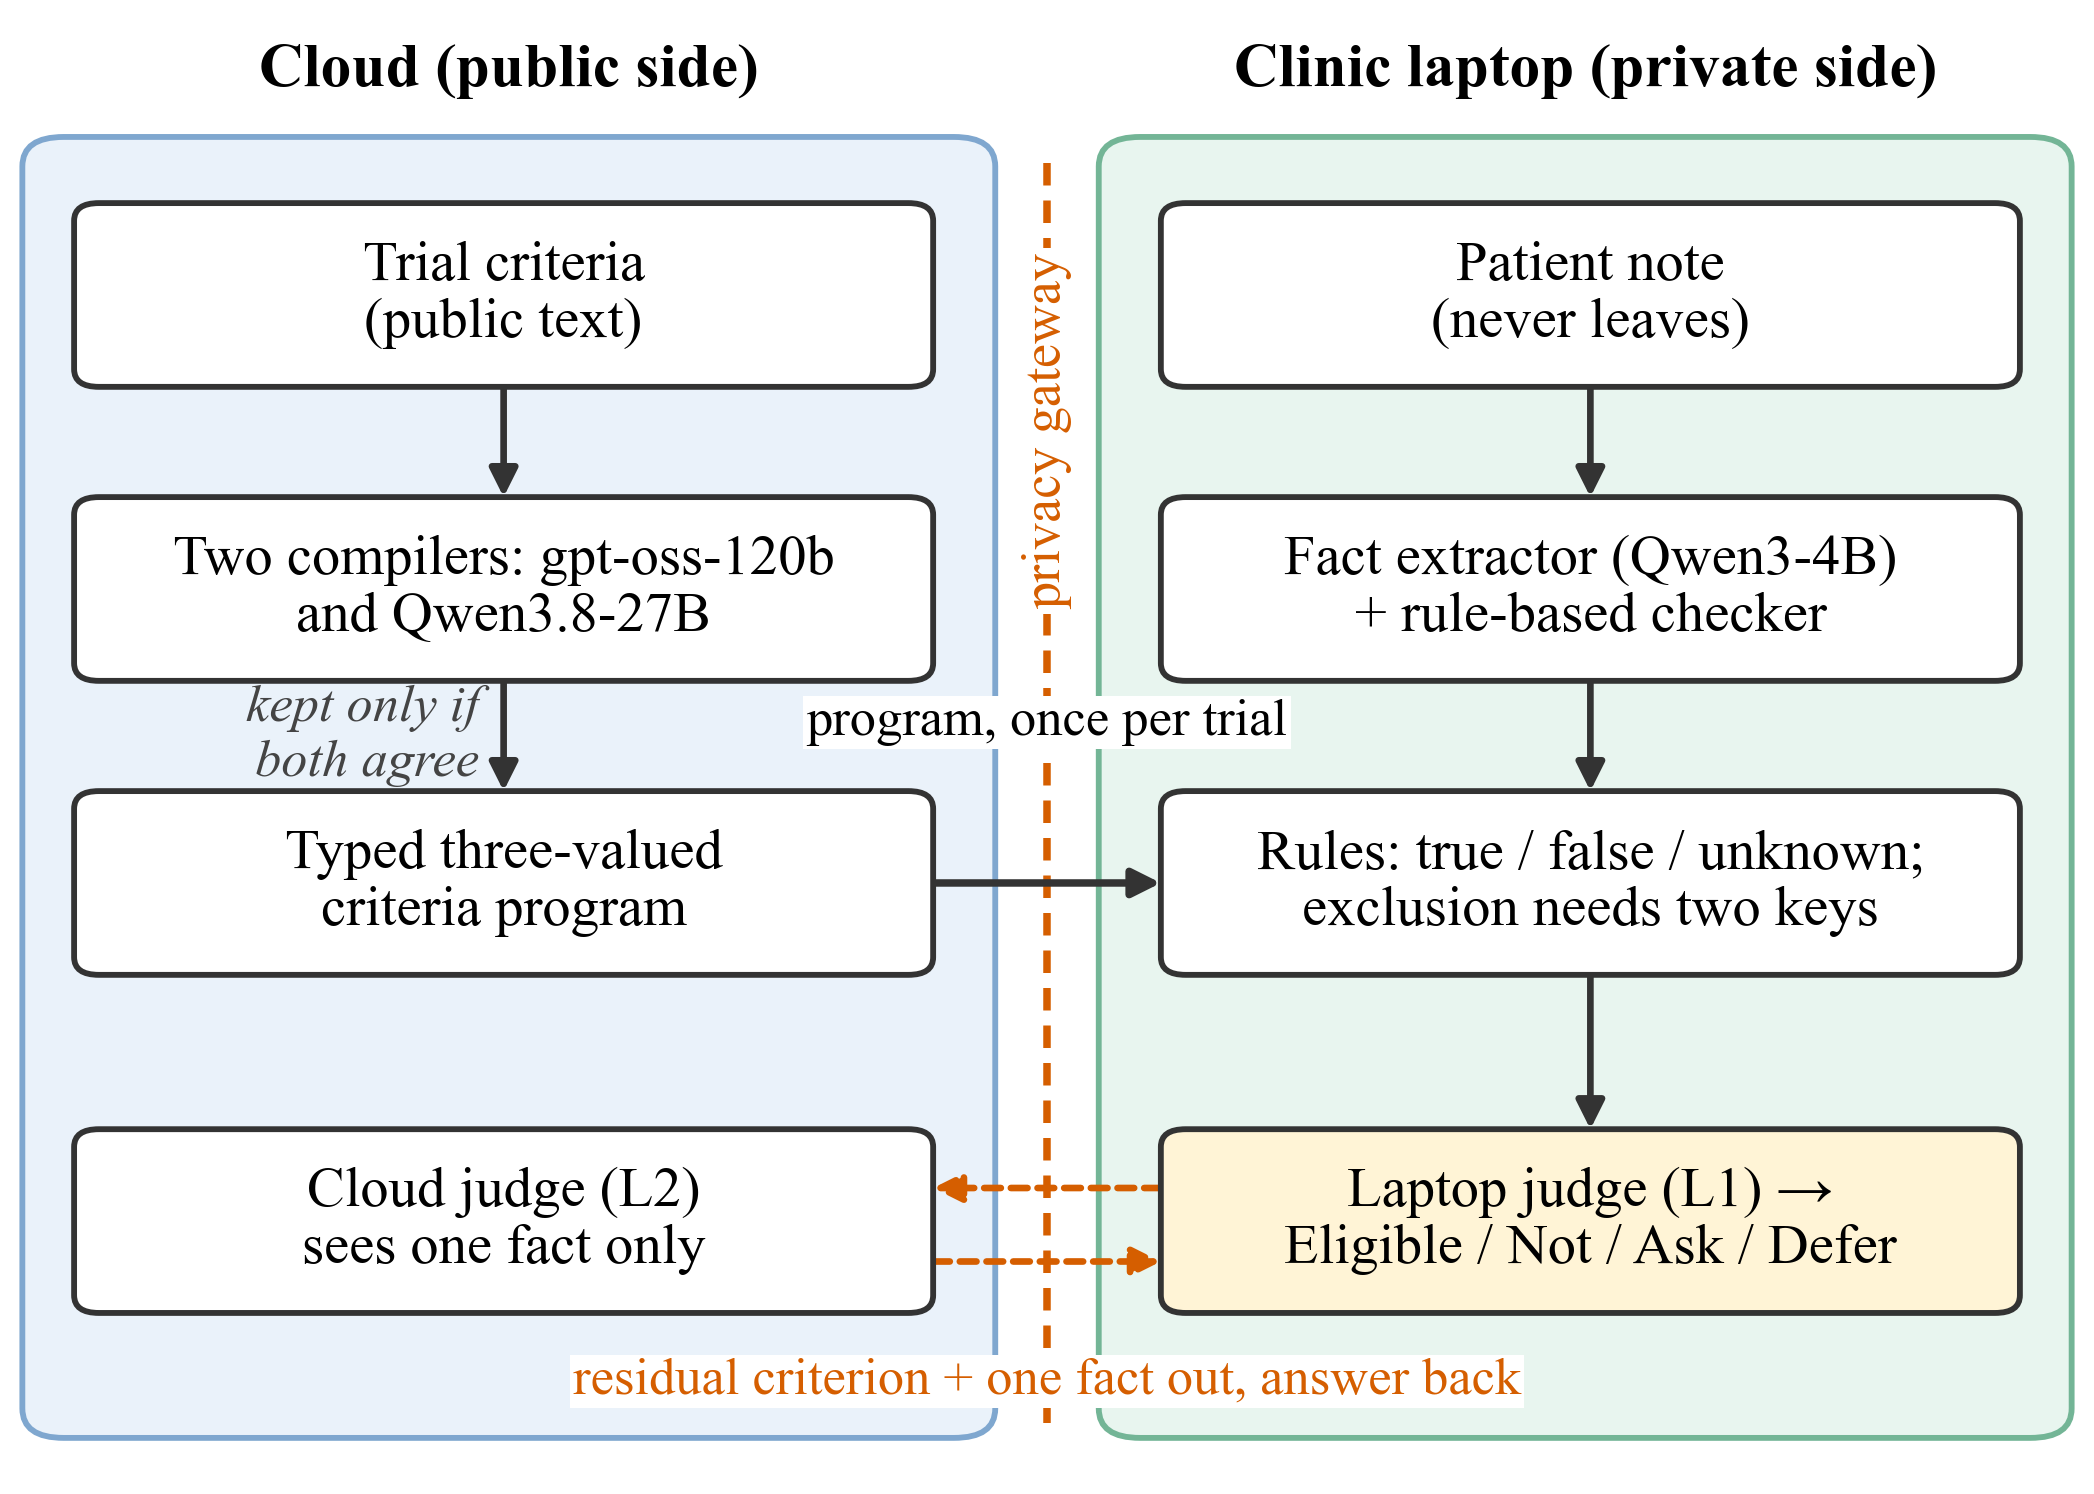 Cloud (public side)
Trial criteria
(public text)
Two compilers: gpt-oss-120b
and Qwen3.8-27B
kept only if
both agree
Typed three-valued
criteria program
Cloud judge (L2)
sees one fact only
privacy gateway
program, once per trial
residual criterion + one fact out, answer back
Clinic laptop (private side)
Patient note
(never leaves)
Fact extractor (Qwen3-4B)
+ rule-based checker
Rules: true / false / unknown;
exclusion needs two keys
Laptop judge (L1) →
Eligible / Not / Ask / Defer